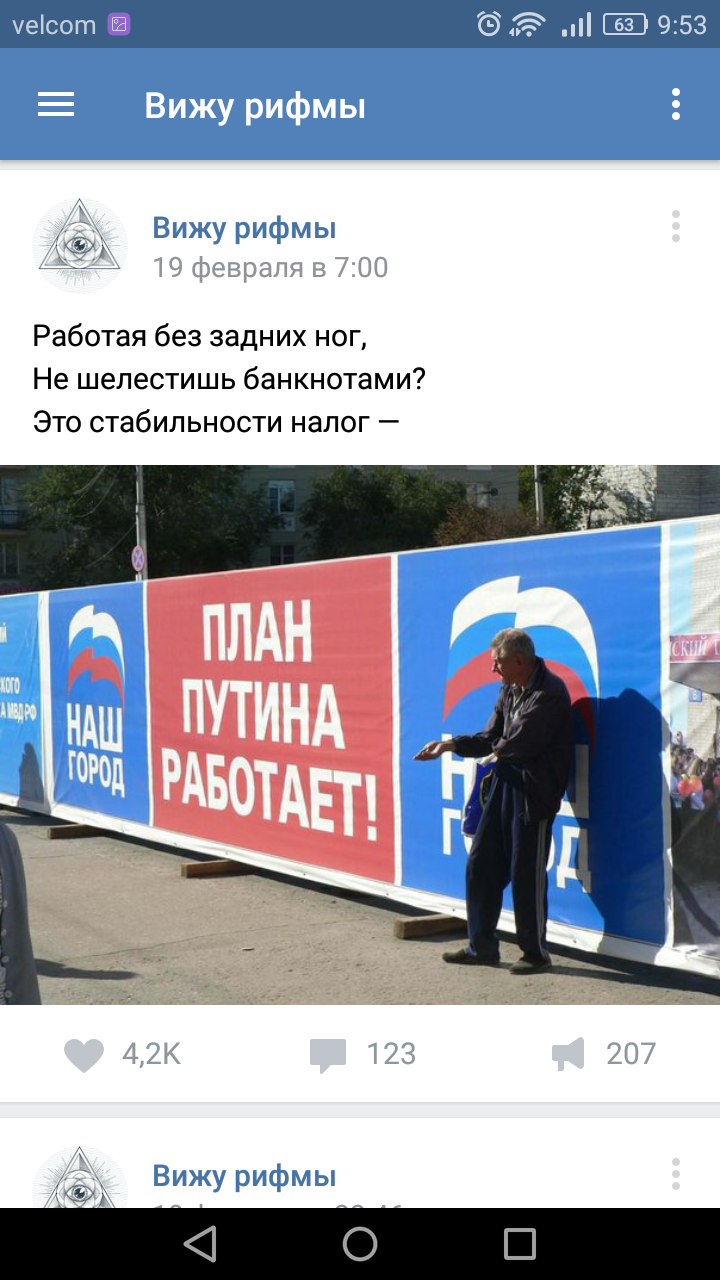 velcom
63 9:53
Вижу рифмы
Вижу рифмы
19 февраля в 7:00
Работая без задних ног,
Не шелестишь банкнотами?
Это стабильности налог —
НАШ
ГОРОД
ПЛАН
ПУТИНА
РАБОТАЕТ!
4,2K
123
207
Вижу рифмы